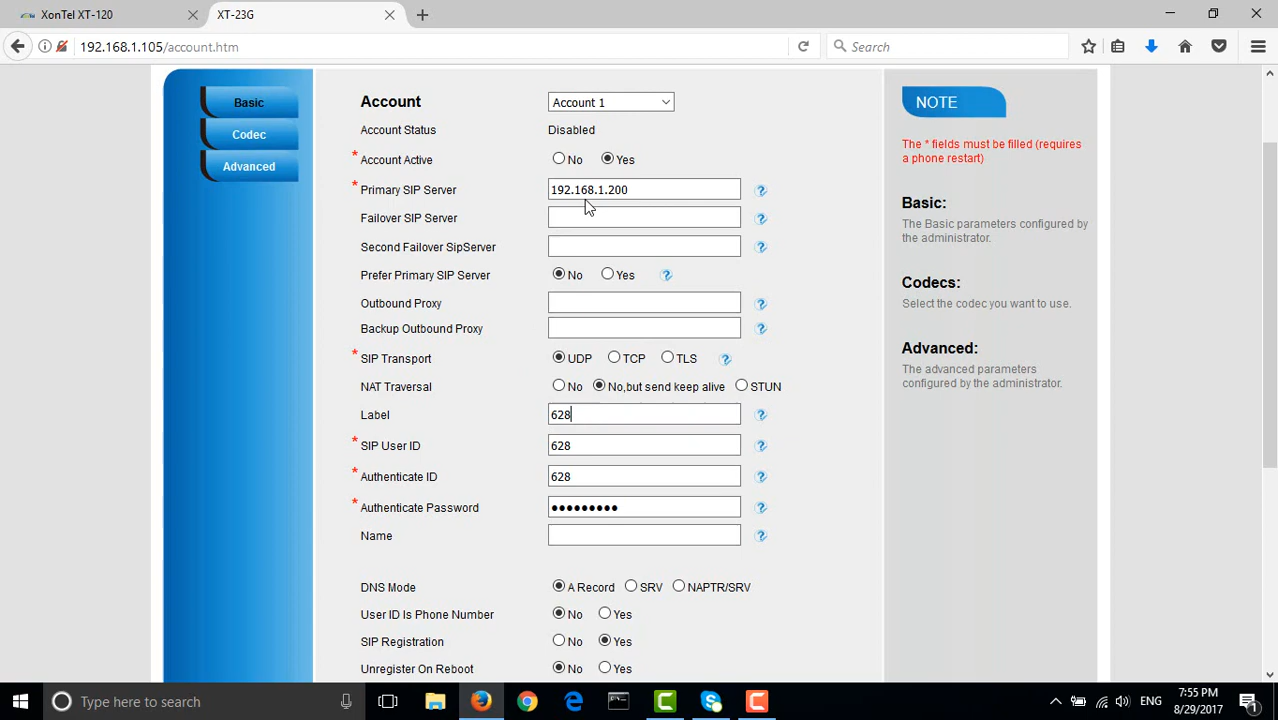 XonTel XT-120
XT-23G
192.168.1.105/account.htm
Search
Basic
Codec
Advanced
Account
Account 1
Account Status
Disabled
* Account Active
No Yes
* Primary SIP Server
192.168.1.200
Failover SIP Server
Second Failover SipServer
Prefer Primary SIP Server
No Yes
Outbound Proxy
Backup Outbound Proxy
* SIP Transport
UDP TCP TLS
NAT Traversal
No No,but send keep alive STUN
Label
628
* SIP User ID
628
* Authenticate ID
628
* Authenticate Password
•••••••••
Name
DNS Mode
A Record SRV NAPTR/SRV
User ID Is Phone Number
No Yes
SIP Registration
No Yes
Unregister On Reboot
No Yes
NOTE
The * fields must be filled (requires
a phone restart)
Basic:
The Basic parameters configured by
the administrator.
Codecs:
Select the codec you want to use.
Advanced:
The advanced parameters
configured by the administrator.
Type here to search
ENG
7:55 PM
8/29/2017
1